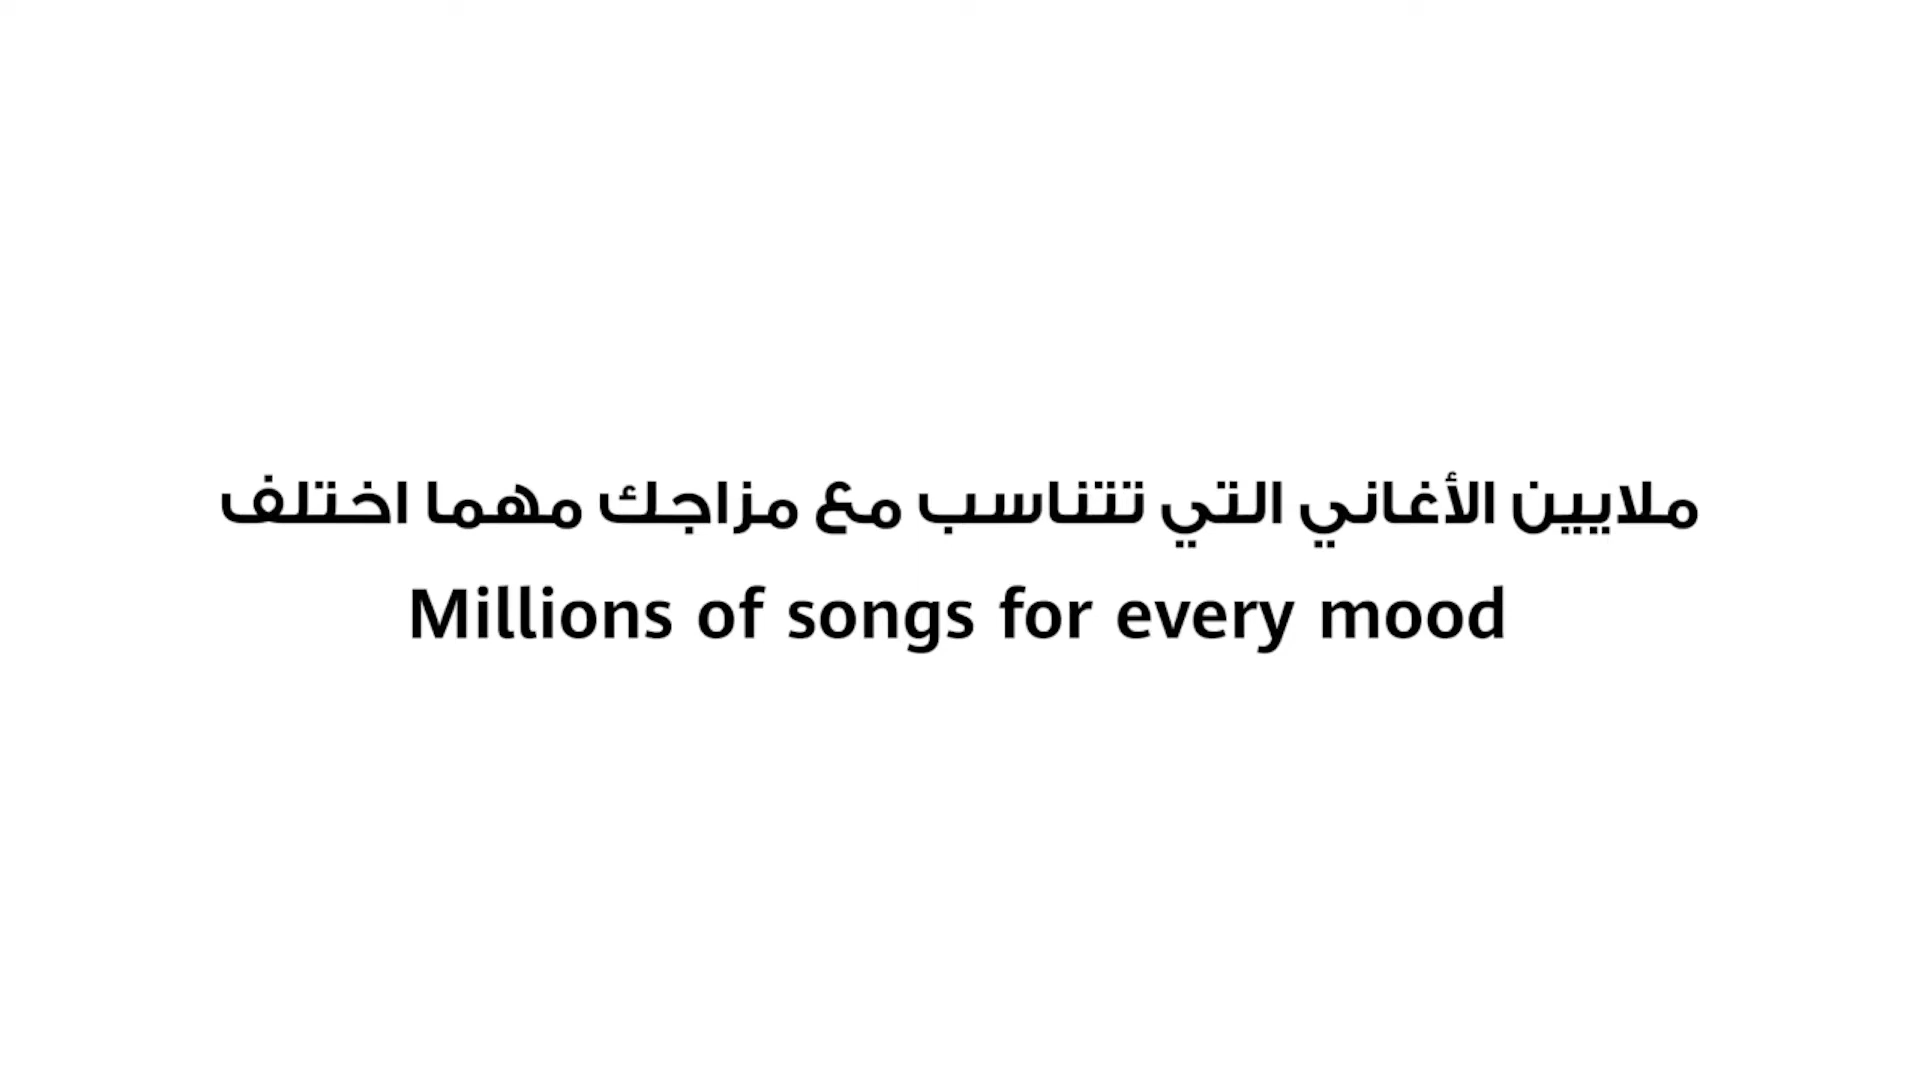 ملايين الأغاني التي تتناسب مع مزاجك مهما اختلف
Millions of songs for every mood